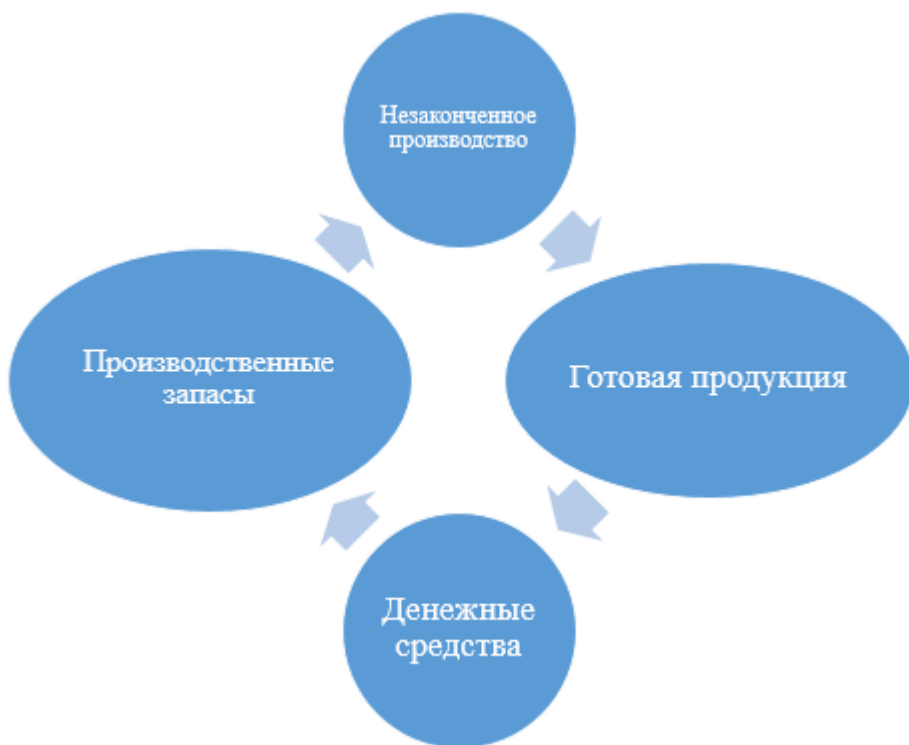 Незаконченное
производство
Производственные
запасы
Готовая продукция
Денежные
средства